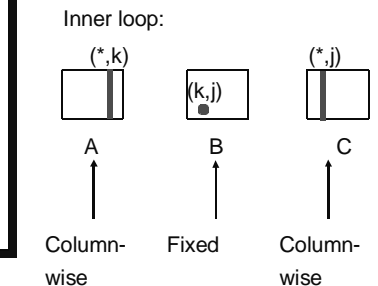 Inner loop:
(*,k) (*,j)
(k,j)
A B C
Column- Fixed Column-
wise wise